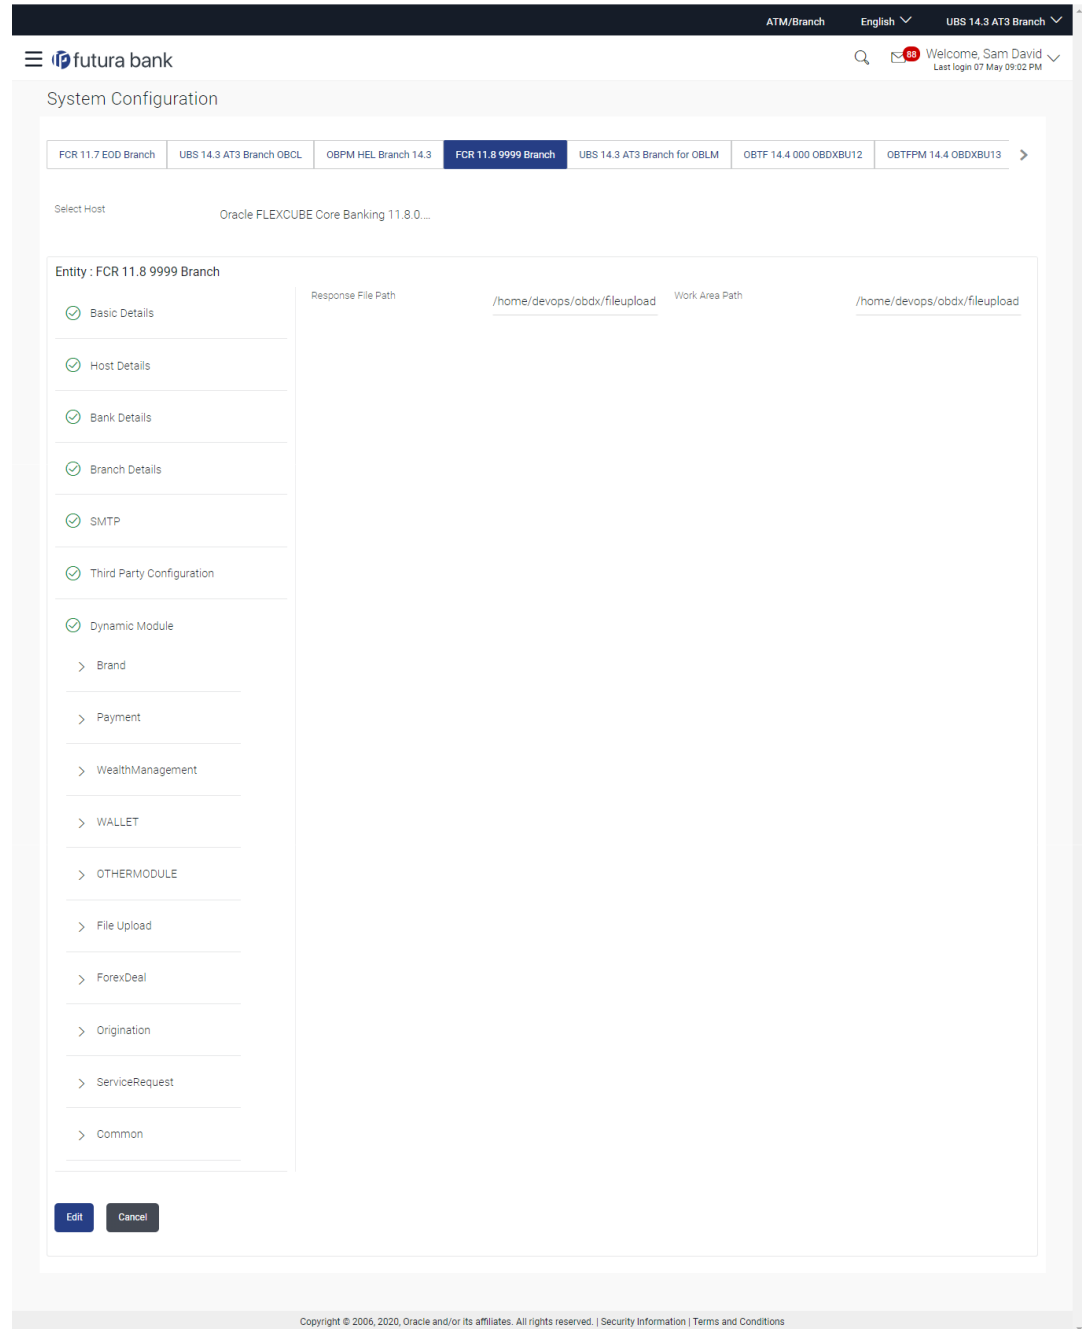 ATM/Branch English UBS 14.3 AT3 Branch
futura bank 88 Welcome, Sam David
Last login 07 May 09:02 PM
System Configuration
FCR 11.7 EOD Branch UBS 14.3 AT3 Branch OBCL OBPM HEL Branch 14.3 FCR 11.8 9999 Branch UBS 14.3 AT3 Branch for OBLM OBTF 14.4 000 OBDXBU12 OBTFPM 14.4 OBDXBU13
Select Host Oracle FLEXCUBE Core Banking 11.8.0....
Entity : FCR 11.8 9999 Branch
Response File Path /home/devops/obdx/fileupload Work Area Path /home/devops/obdx/fileupload
Basic Details
Host Details
Bank Details
Branch Details
SMTP
Third Party Configuration
Dynamic Module
Brand
Payment
WealthManagement
WALLET
OTHERMODULE
File Upload
ForexDeal
Origination
ServiceRequest
Common
Edit Cancel
Copyright © 2006, 2020, Oracle and/or its affiliates. All rights reserved. | Security Information | Terms and Conditions